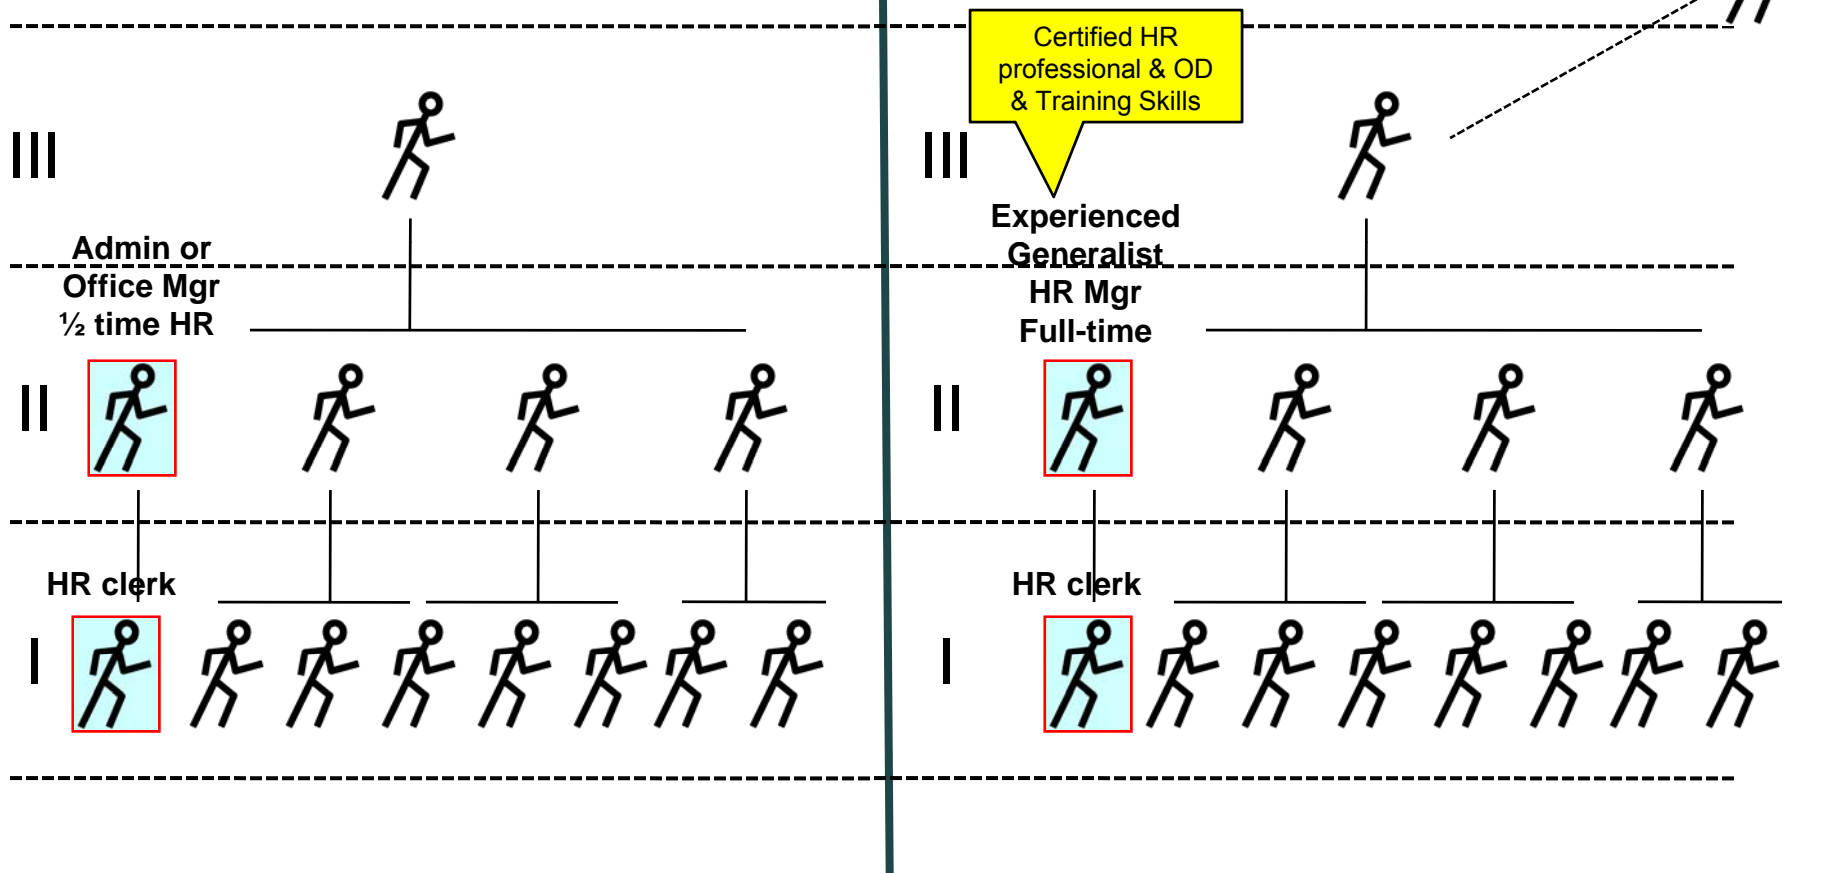 Certified HR
professional & OD
& Training Skills
III
III
Experienced
Generalist
HR Mgr
Full-time
Admin or
Office Mgr
½ time HR
II
II
HR clerk
HR clerk
I
I